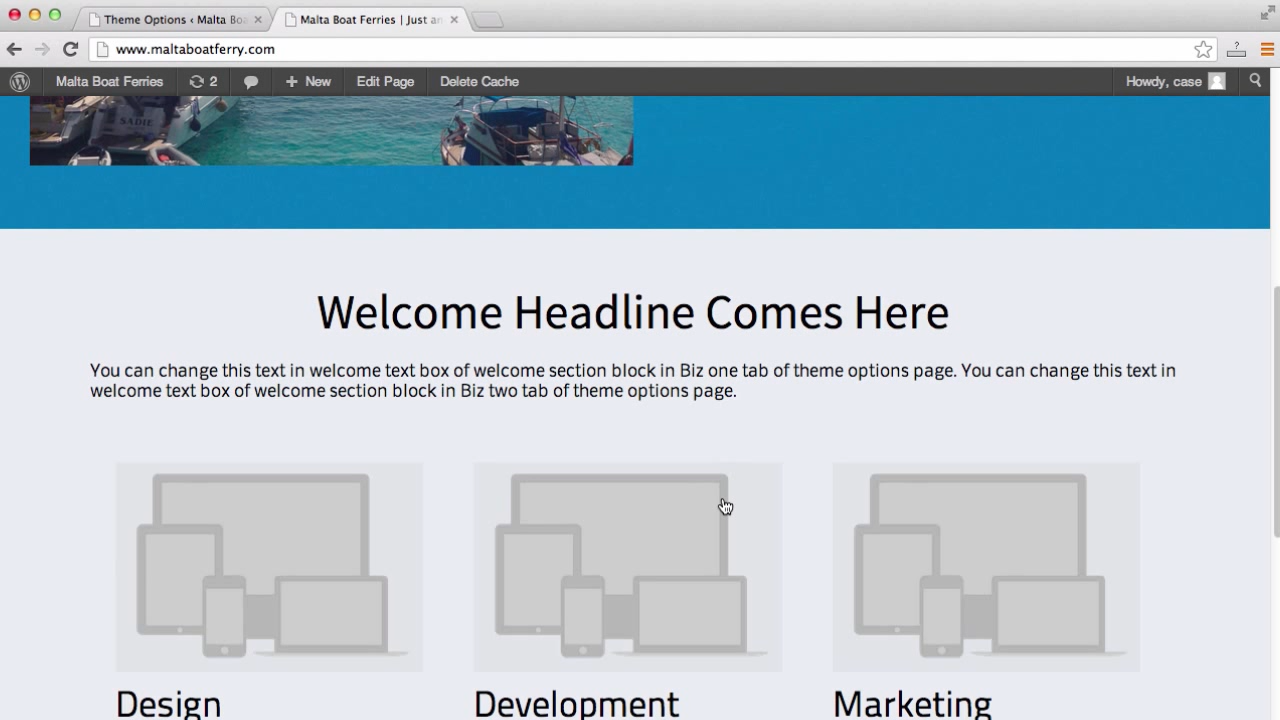 Theme Options ‹ Malta Boa
Malta Boat Ferries | Just an
www.maltaboatferry.com
?
Malta Boat Ferries 2 New Edit Page Delete Cache Howdy, case
SADIE
Welcome Headline Comes Here
You can change this text in welcome text box of welcome section block in Biz one tab of theme options page. You can change this text in
welcome text box of welcome section block in Biz two tab of theme options page.
Design Development Marketing